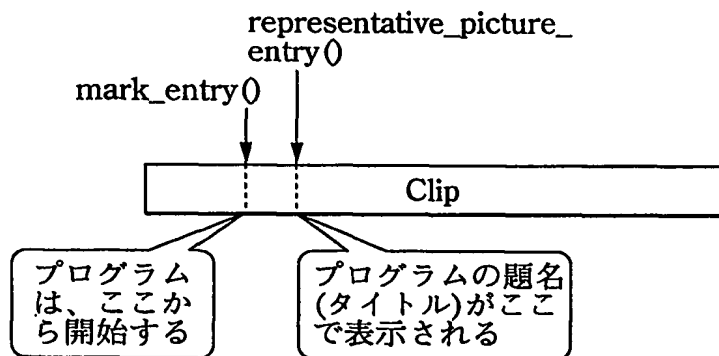 representative_picture_
entry()
mark_entry()
Clip
プログラム
は、ここか
ら開始する
プログラムの題名
(タイトル)がここ
で表示される